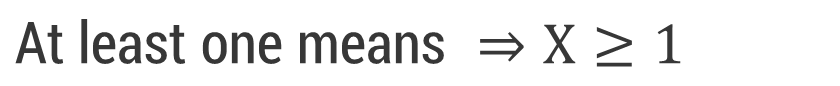 At least one means ⇒ X ≥ 1